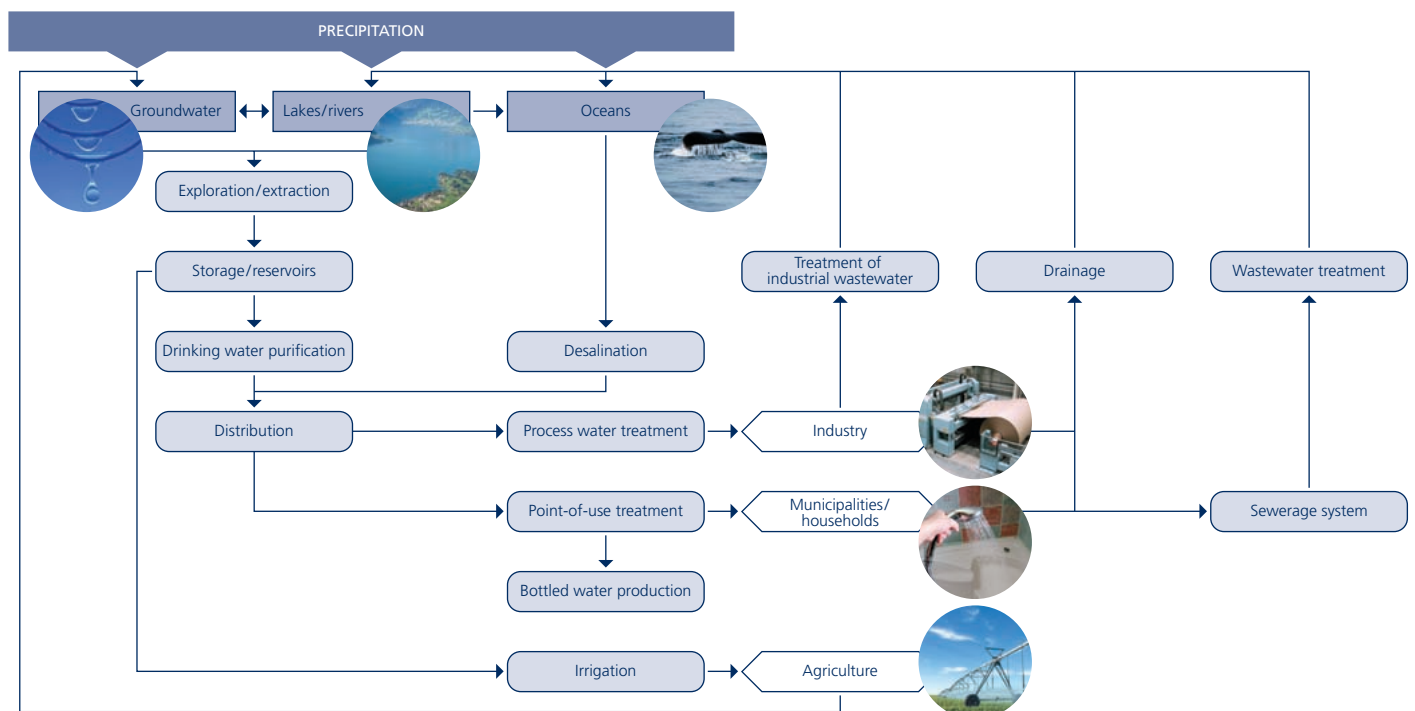 PRECIPITATION
Groundwater
Lakes/rivers
Oceans
Exploration/extraction
Storage/reservoirs
Treatment of
industrial wastewater
Drainage
Wastewater treatment
Drinking water purification
Desalination
Distribution
Process water treatment
Industry
Point-of-use treatment
Municipalities/
households
Sewerage system
Bottled water production
Irrigation
Agriculture